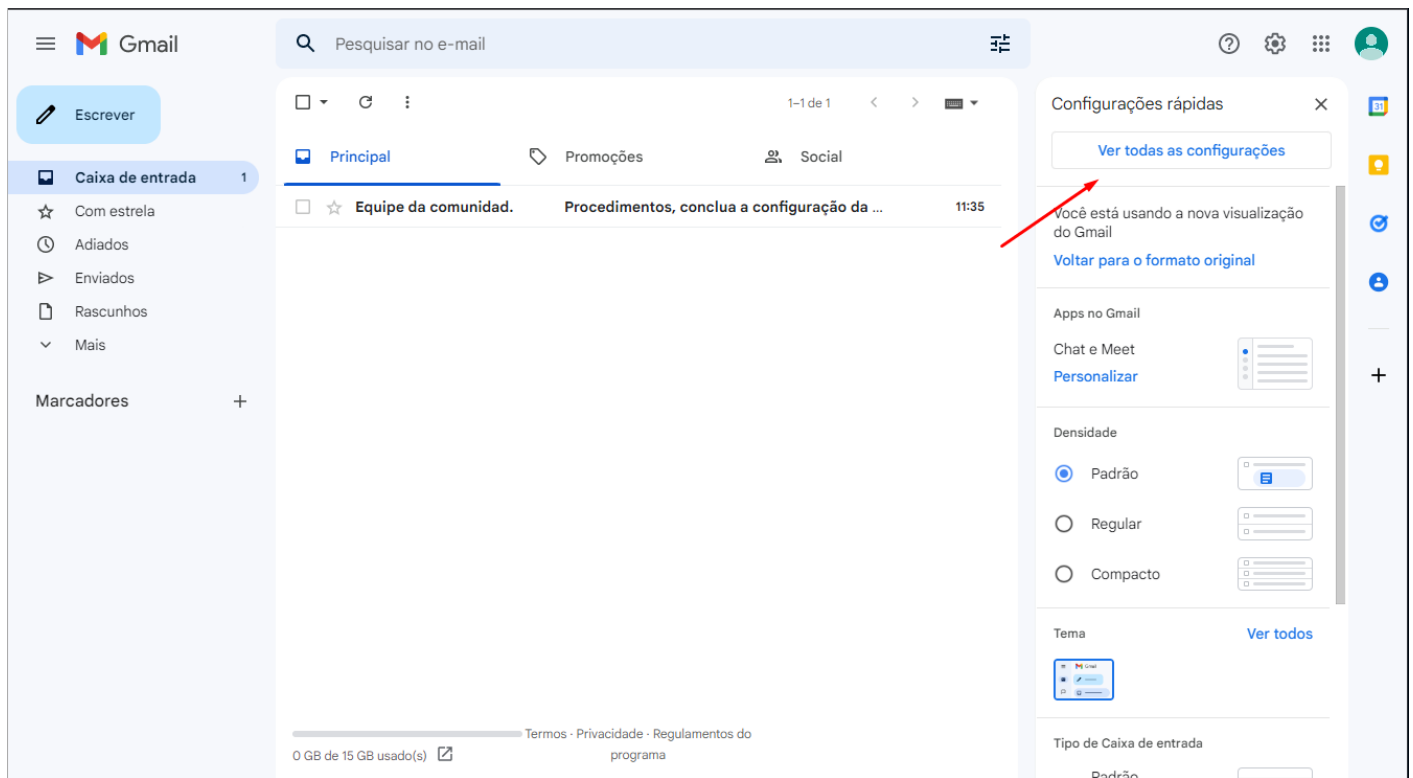 Gmail
Pesquisar no e-mail
Escrever
Caixa de entrada 1
Com estrela
Adiados
Enviados
Rascunhos
Mais
Marcadores
1–1 de 1
Principal
Promoções
Social
Equipe da comunidad. Procedimentos, conclua a configuração da ... 11:35
Termos · Privacidade · Regulamentos do
programa
0 GB de 15 GB usado(s)
Configurações rápidas
Ver todas as configurações
Você está usando a nova visualização
do Gmail
Voltar para o formato original
Apps no Gmail
Chat e Meet
Personalizar
Densidade
Padrão
Regular
Compacto
Tema Ver todos
Gmail
Tipo de Caixa de entrada
Padrão
31